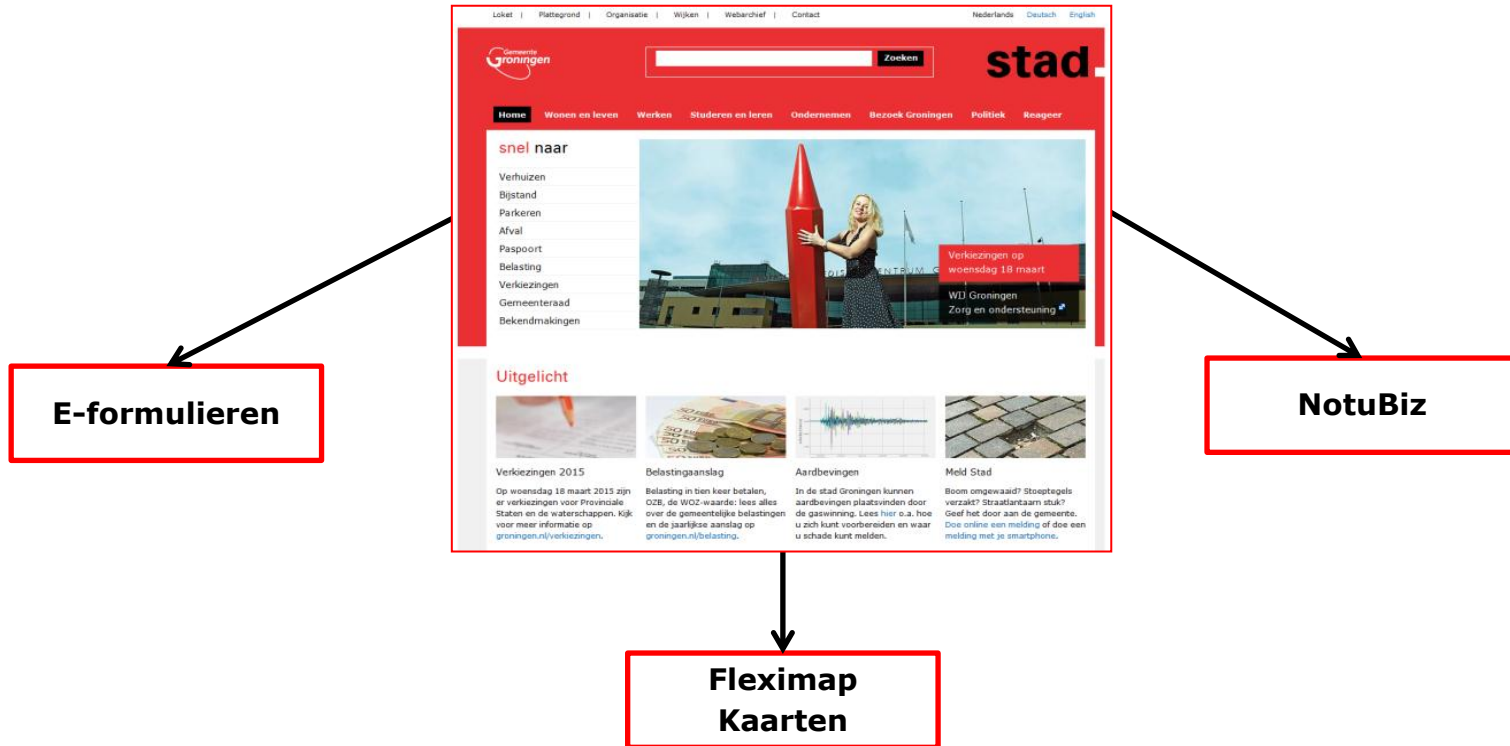 Loket | Plattegrond | Organisatie | Wijken | Webarchief | Contact
Nederlands Deutsch English
Gemeente
Groningen
Zoeken
stad
Home Wonen en leven Werken Studeren en leren Ondernemen Bezoek Groningen Politiek Reageer
snel naar
Verhuizen
Bijstand
Parkeren
Afval
Paspoort
Belasting
Verkiezingen
Gemeenteraad
Bekendmakingen
Verkiezingen op
woensdag 18 maart
WIJ Groningen
Zorg en ondersteuning
E-formulieren
NotuBiz
Uitgelicht
Verkiezingen 2015
Op woensdag 18 maart 2015 zijn
er verkiezingen voor Provinciale
Staten en de waterschappen. Kijk
voor meer informatie op
groningen.nl/verkiezingen.
Belastingaanslag
Belasting in tien keer betalen,
OZB, de WOZ-waarde: lees alles
over de gemeentelijke belastingen
en de jaarlijkse aanslag op
groningen.nl/belasting.
Aardbevingen
In de stad Groningen kunnen
aardbevingen plaatsvinden door
de gaswinning. Lees hier o.a. hoe
u zich kunt voorbereiden en waar
u schade kunt melden.
Meld Stad
Boom omgewaaid? Stoeptegels
verzakt? Straatlantaarn stuk?
Geef het door aan de gemeente.
Doe online een melding of doe een
melding met je smartphone.
Fleximap
Kaarten